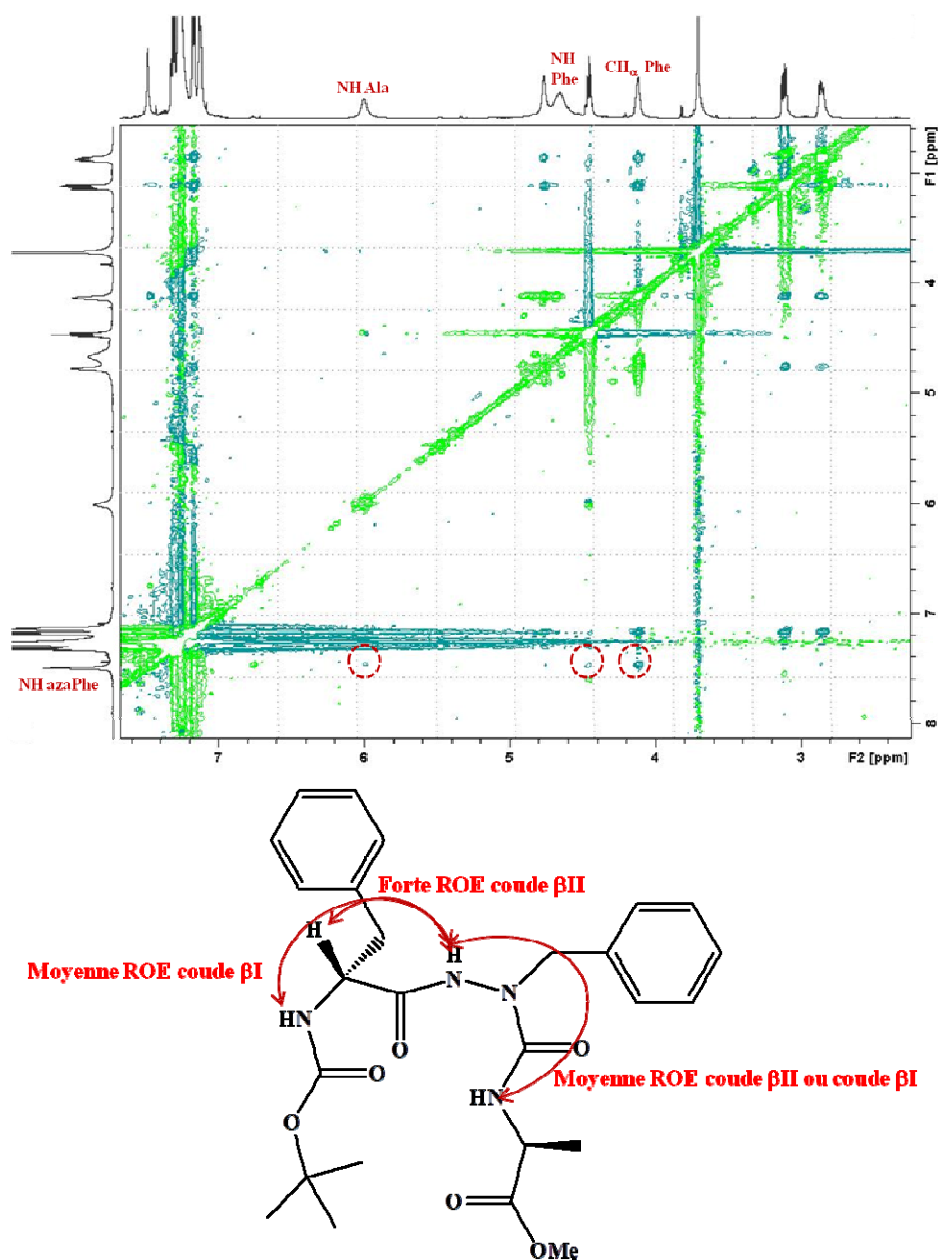 NH Ala
NH
Phe
CHα Phe
F1 [ppm]
3
4
5
6
7
8
NH azaPhe
7
6
5
4
3
F2 [ppm]
Forte ROE coude βII
H
H
Moyenne ROE coude βI
N
N
HN
O
O
O
Moyenne ROE coude βII ou coude βI
HN
O
O
OMe